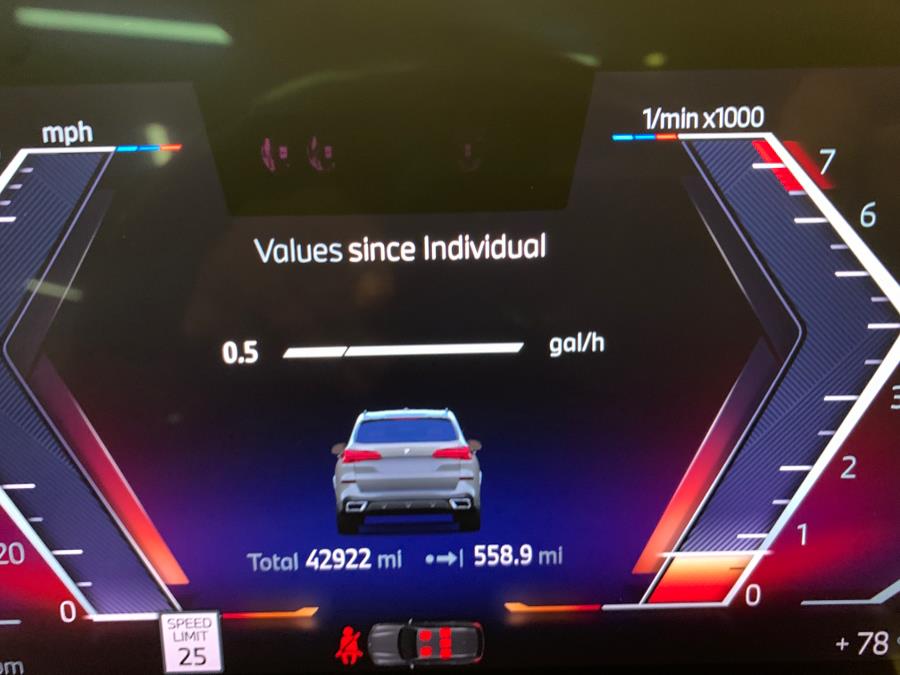 mph
1/min x1000
7
6
Values since Individual
0.5 gal/h
3
2
Total 42922 mi 558.9 mi
1
20
0
0
SPEED
LIMIT
25
+ 78